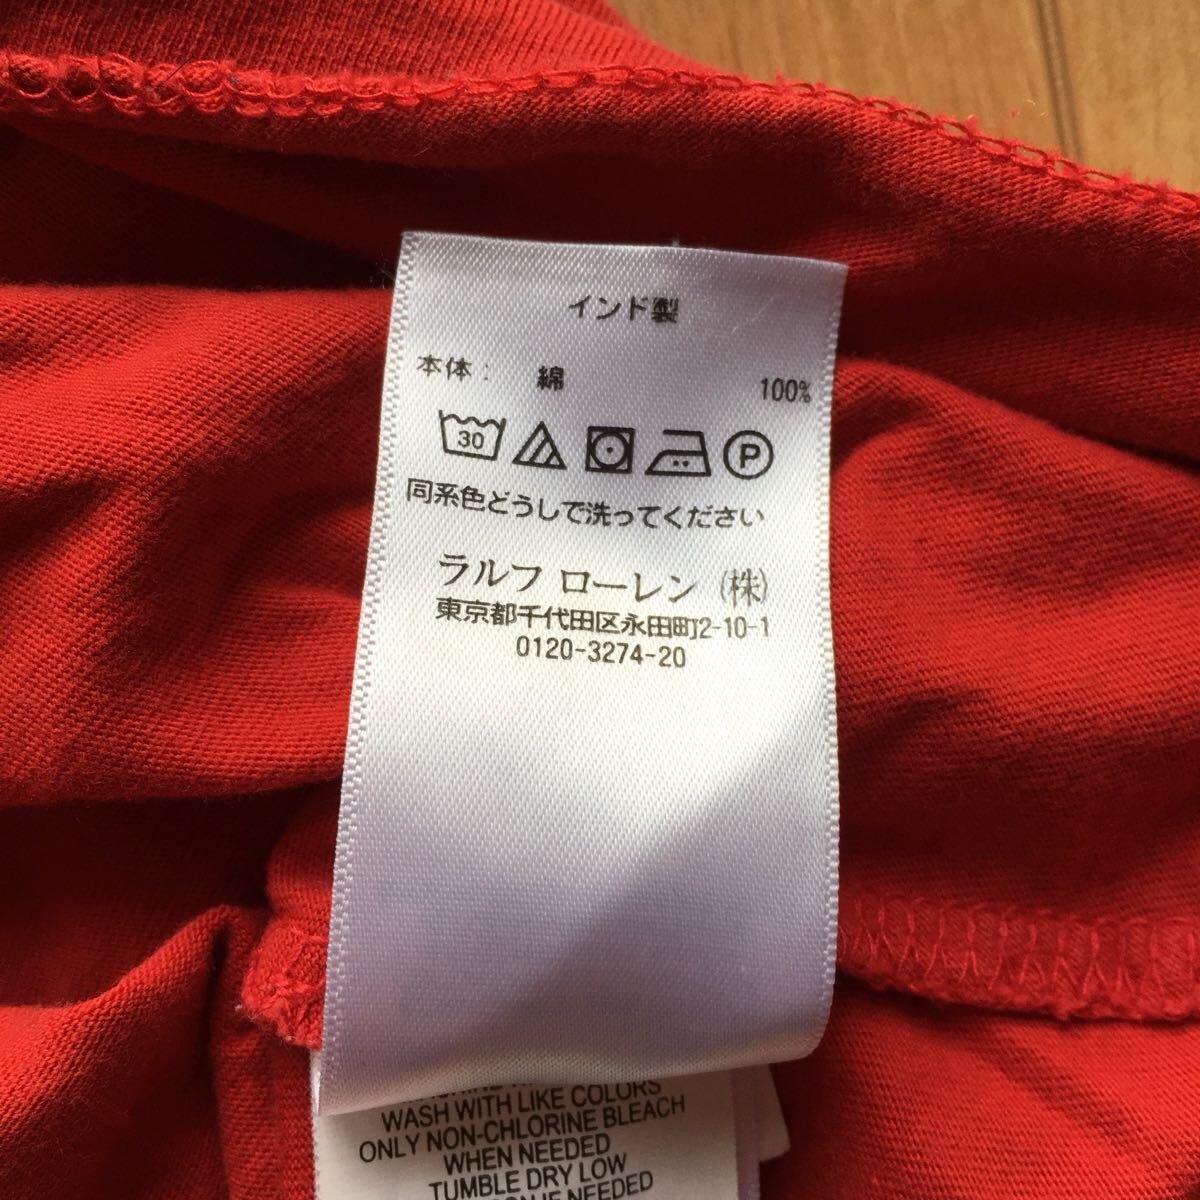 インド製
本体: 綿 100%
30 P
同系色どうしで洗ってください
ラルフ ローレン (株)
東京都千代田区永田町2-10-1
0120-3274-20
WASH WITH LIKE COLORS
ONLY NON-CHLORINE BLEACH
WHEN NEEDED
TUMBLE DRY LOW
IF NEEDED